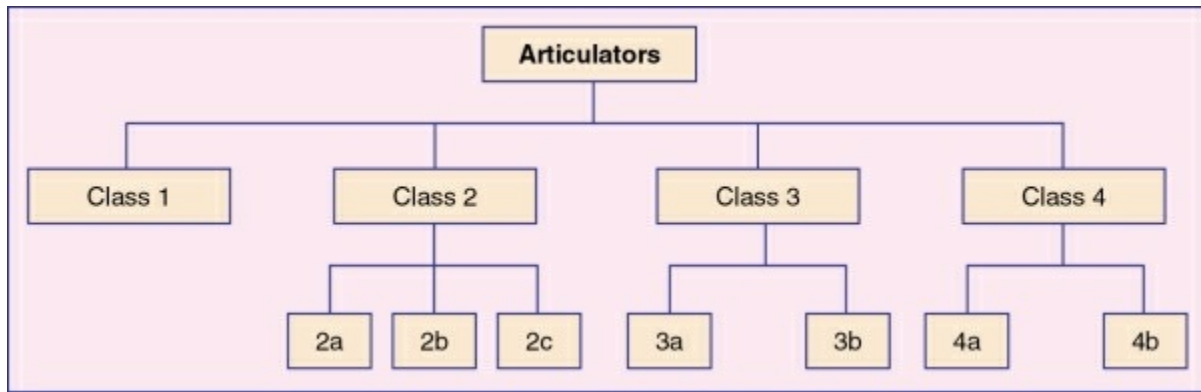 Articulators
Class 1
Class 2
Class 3
Class 4
2a
2b
2c
3a
3b
4a
4b